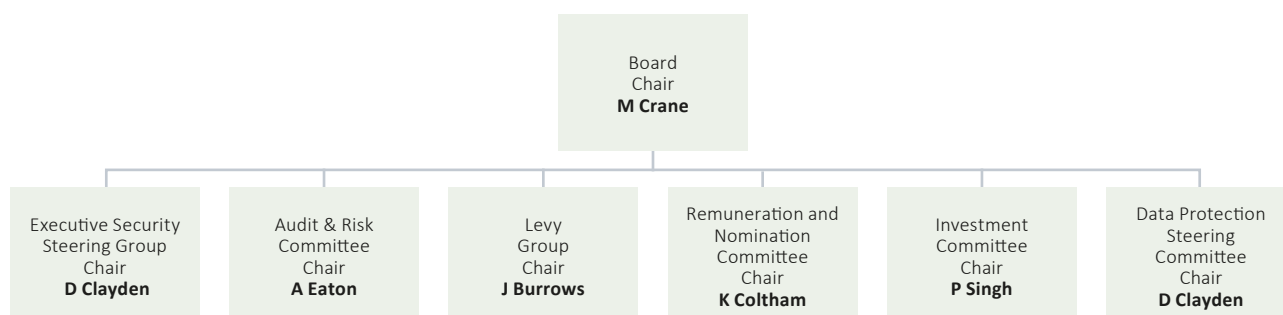 Board
Chair
M Crane
Executive Security
Steering Group
Chair
D Clayden
Audit & Risk
Committee
Chair
A Eaton
Levy
Group
Chair
J Burrows
Remuneration and
Nomination
Committee
Chair
K Coltham
Investment
Committee
Chair
P Singh
Data Protection
Steering
Committee
Chair
D Clayden